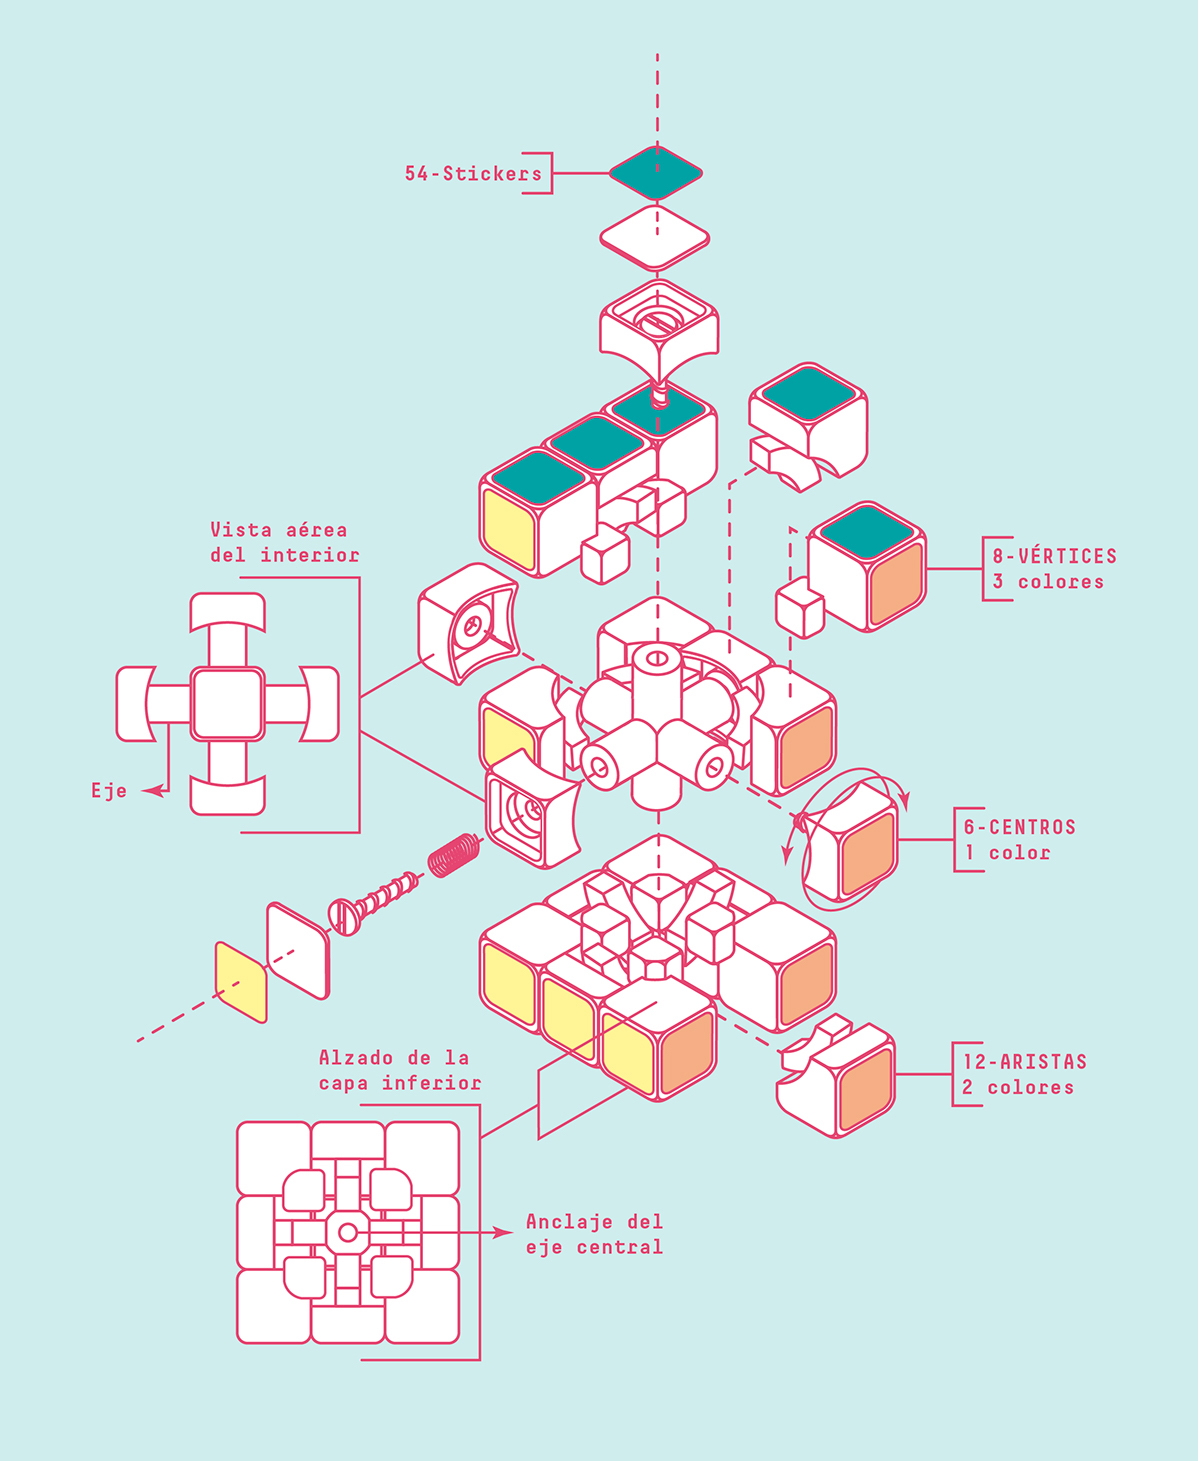 54-Stickers
Vista aérea
del interior
8-VÉRTICES
3 colores
Eje
6-CENTROS
1 color
Alzado de la
capa inferior
12-ARISTAS
2 colores
Anclaje del
eje central